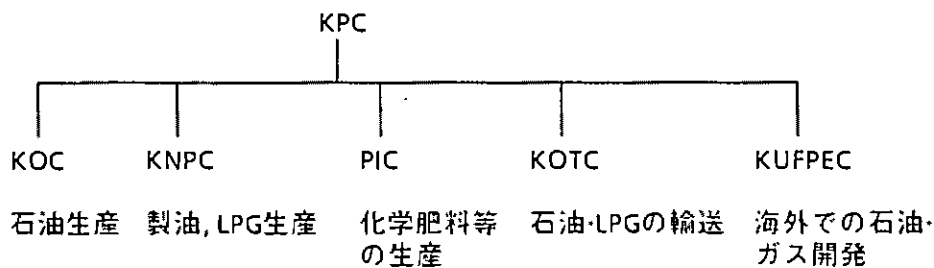 KPC
KOC
KNPC
PIC
KOTC
KUFPEC
石油生産
製油, LPG生産
化学肥料等
の生産
石油・LPGの輸送
海外での石油・
ガス開発